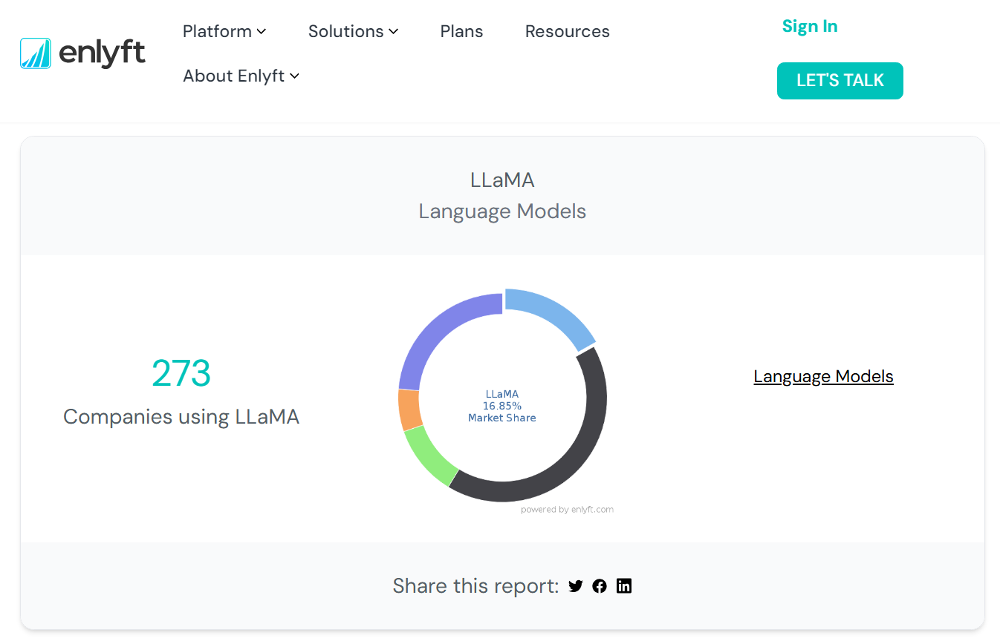 enlyft
Platform
Solutions
Plans
Resources
About Enlyft
Sign In
LET'S TALK
LLaMA
Language Models
273
Companies using LLaMA
LLaMA
16.85%
Market Share
powered by enlyft.com
Language Models
Share this report: